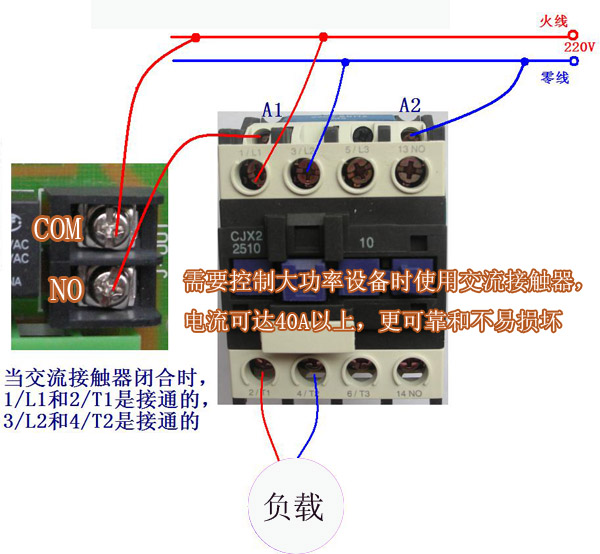 火线
220V
零线
A1
A2
1/L1
3/L2
5/L3
13 NO
COM
NO
VAC
VAC
NA
CJX2
2510
10
需要控制大功率设备时使用交流接触器，
电流可达40A以上，更可靠和不易损坏
当交流接触器闭合时，
1/L1和2/T1是接通的，
3/L2和4/T2是接通的
2/T1
4/T2
6/T3
14 NO
负载